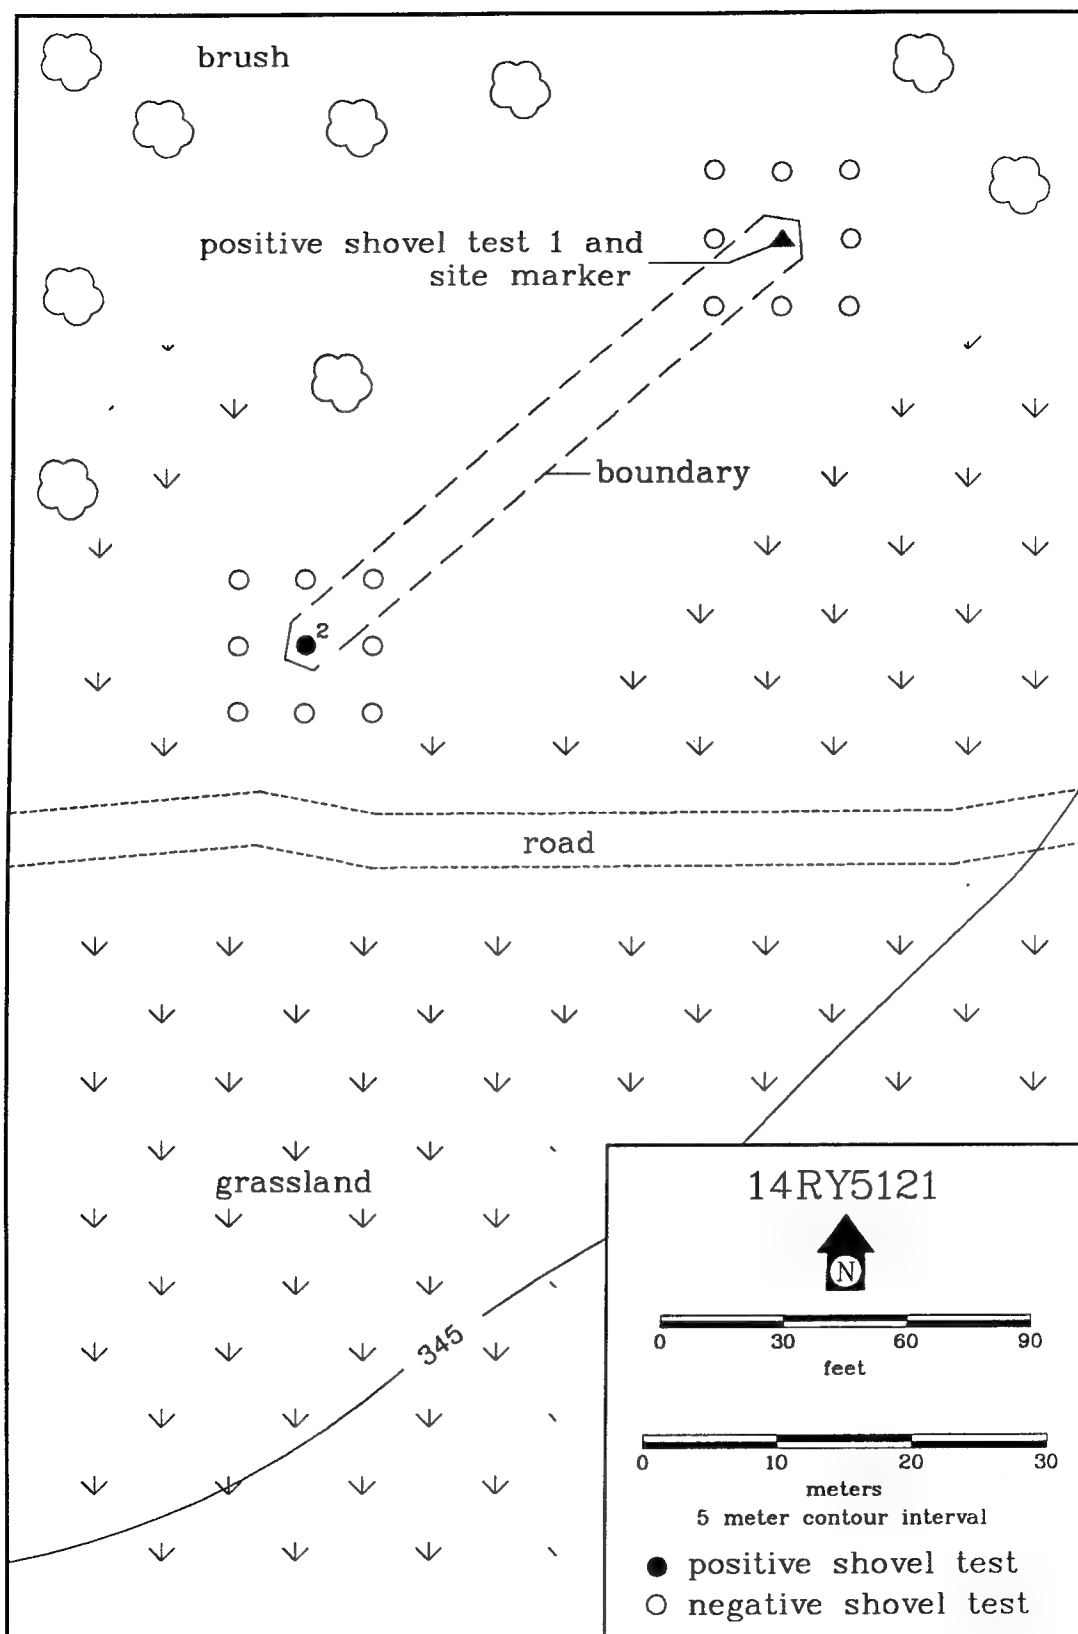 brush
positive shovel test 1 and
site marker
boundary
2
road
grassland
345
14RY5121
N
0 30 60 90
feet
0 10 20 30
meters
5 meter contour interval
positive shovel test
negative shovel test